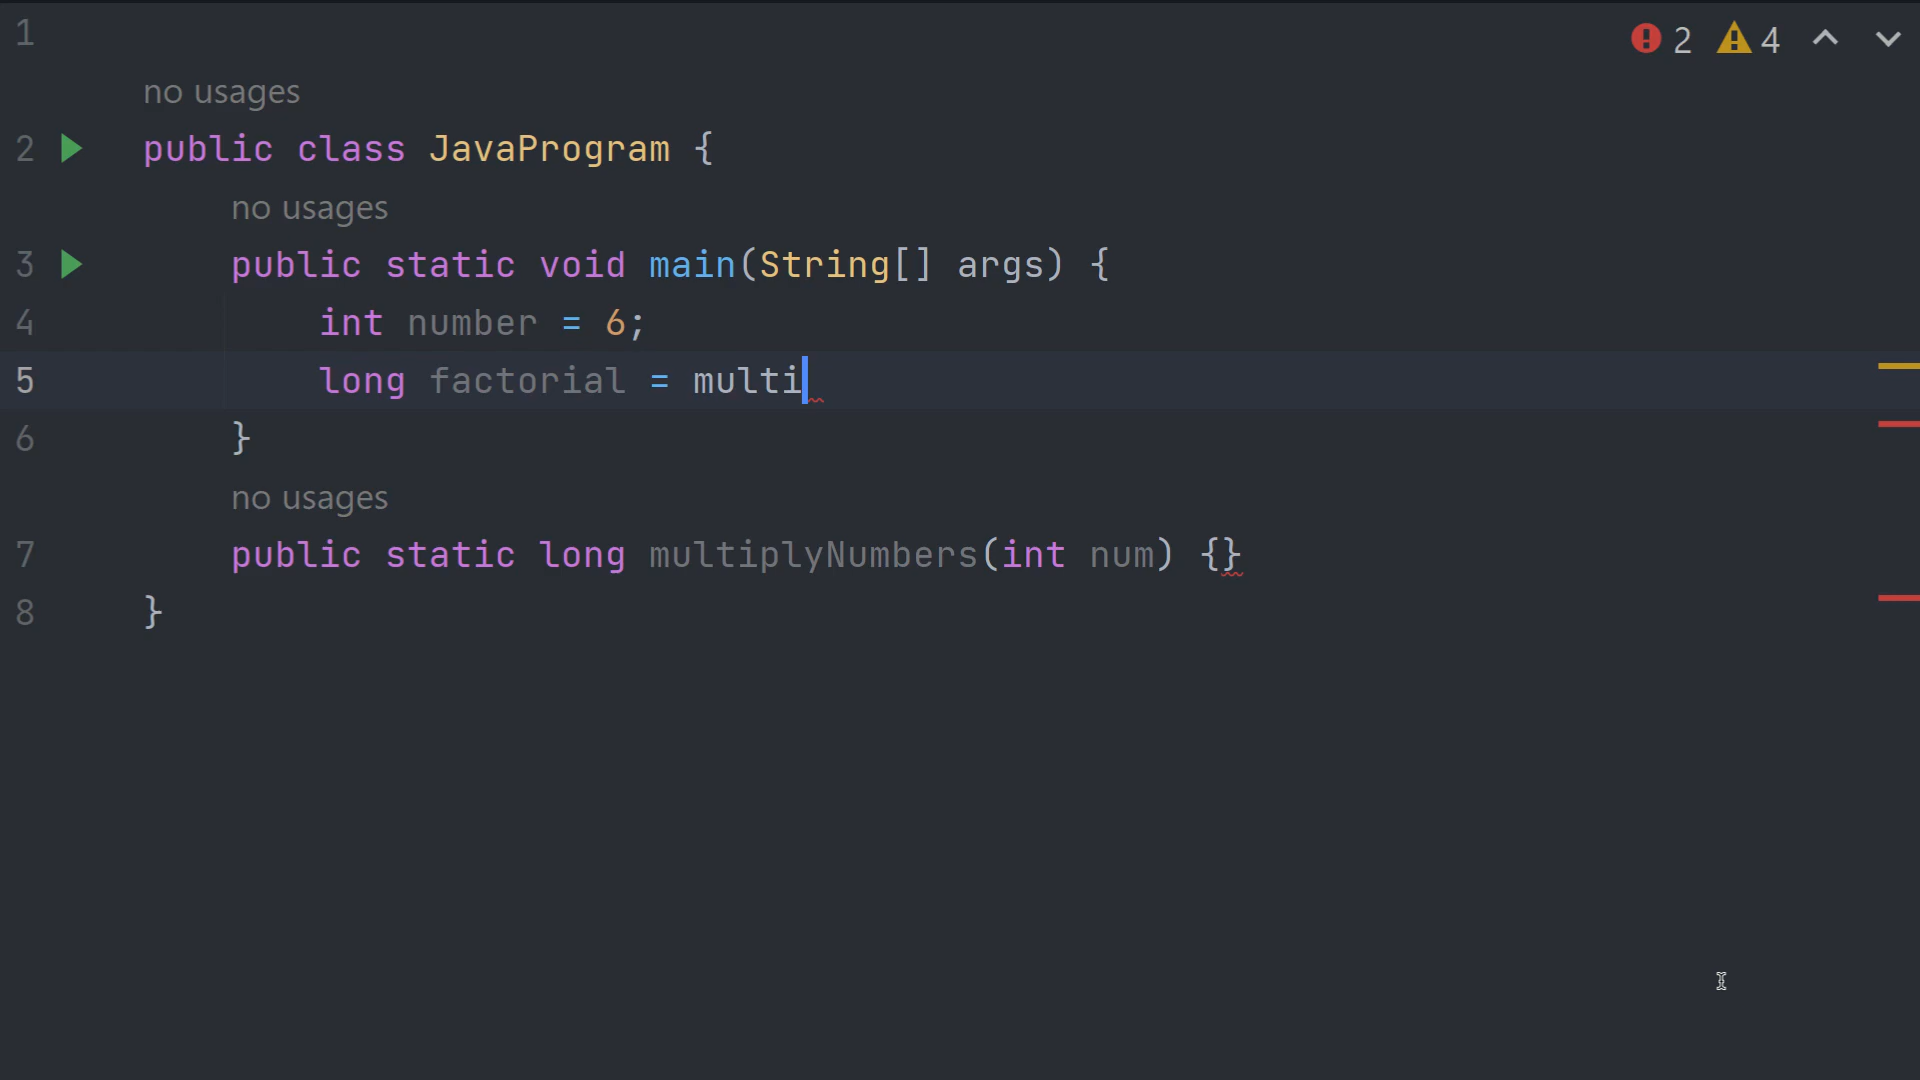 1
2 4
no usages
2 public class JavaProgram {
no usages
3 public static void main(String[] args) {
4 int number = 6;
5 long factorial = multi
6 }
no usages
7 public static long multiplyNumbers(int num) {}
8 }